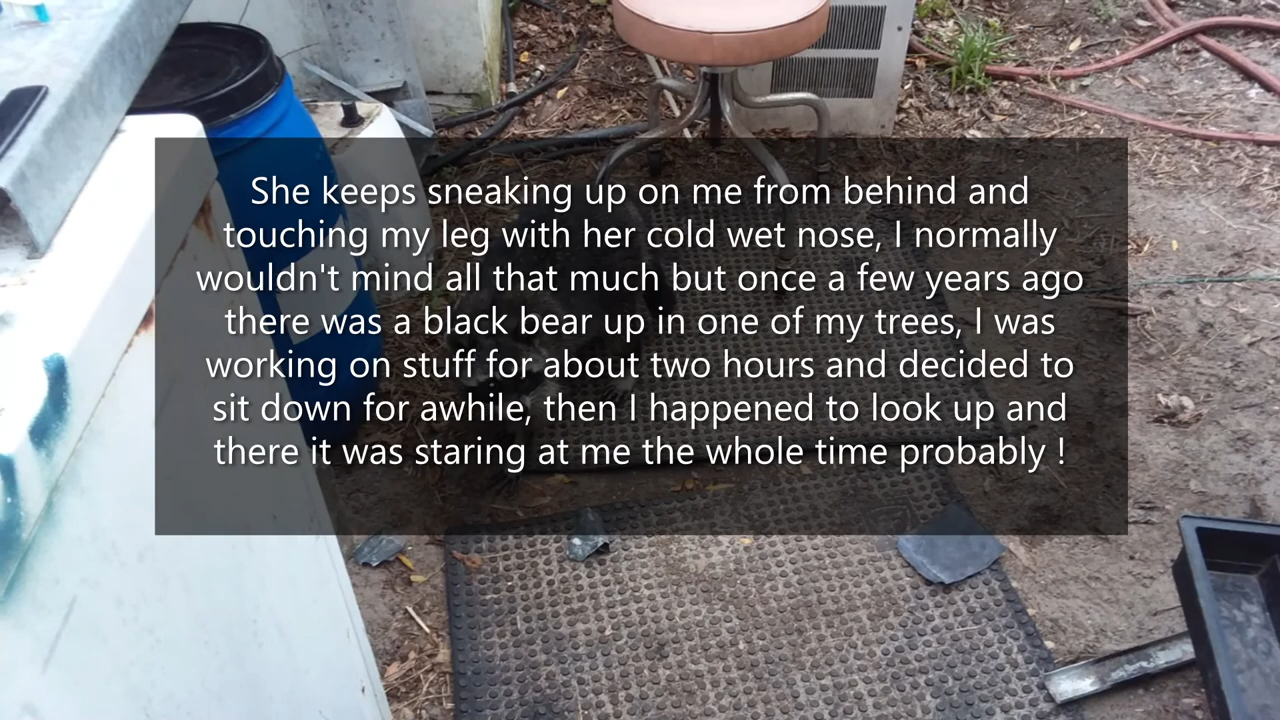 She keeps sneaking up on me from behind and
touching my leg with her cold wet nose, I normally
wouldn't mind all that much but once a few years ago
there was a black bear up in one of my trees, I was
working on stuff for about two hours and decided to
sit down for awhile, then I happened to look up and
there it was staring at me the whole time probably !